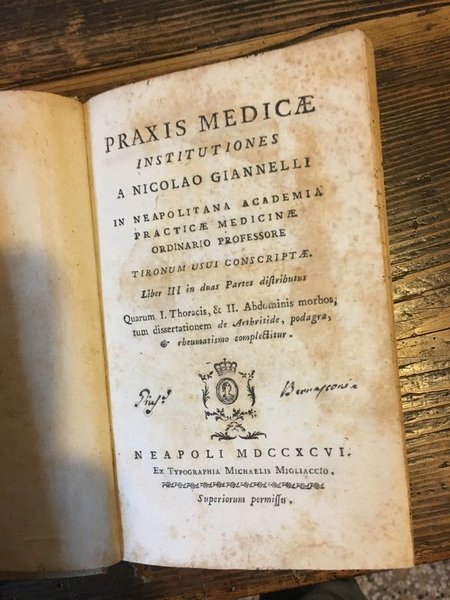 PRAXIS MEDICÆ
INSTITUTIONES
A NICOLAO GIANNELLI
IN NEAPOLITANA ACADEMIA
PRACTICÆ MEDICINÆ
ORDINARIO PROFESSORE
TIRONUM USUI CONSCRIPTÆ.
Liber III in duas Partes diſtributus
Quarum I. Thoracis, & II. Abdominis morbos;
tum dissertationem de Arthritide, podagra,
& rheumatismo complectitur.
NEAPOLI MDCCXCVI.
EX TYPOGRAPHIA MICHAELIS MIGLIACCIO.
Superiorum permiſſu.